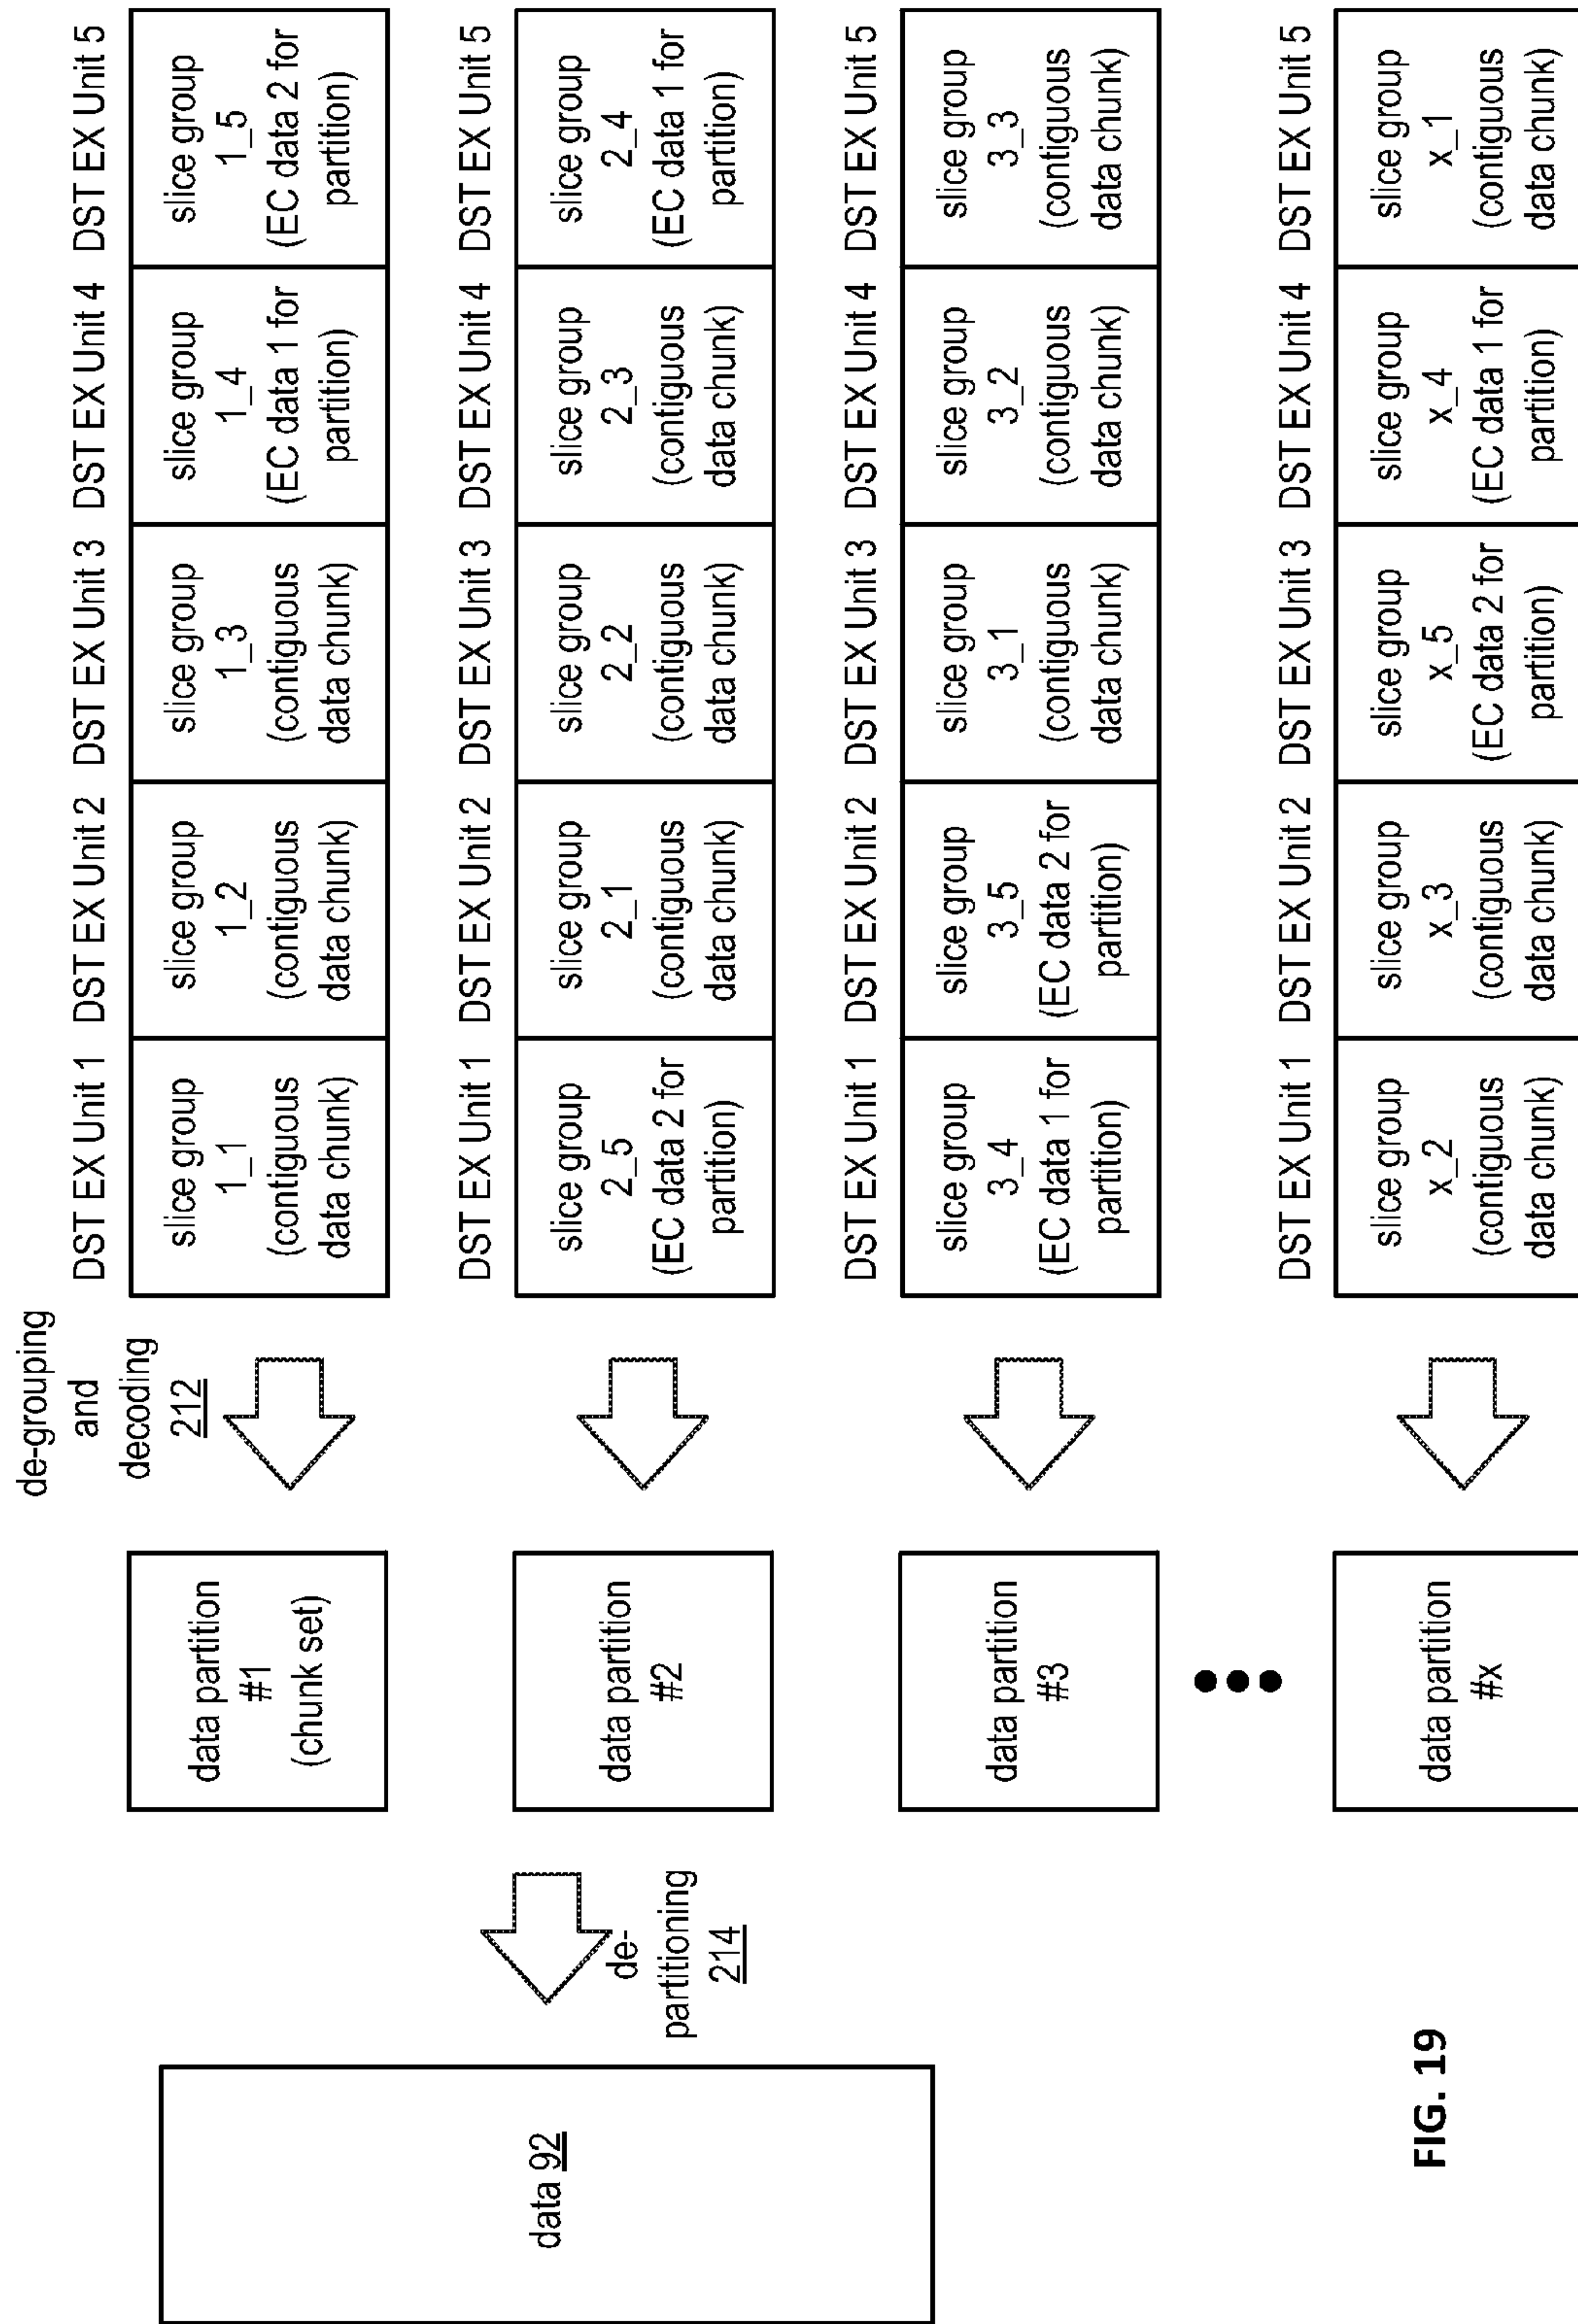 data 92
de-
partitioning
214
data partition
#1
(chunk set)
data partition
#2
data partition
#3
data partition
#x
de-grouping
and
decoding
212
DST EX Unit 1
DST EX Unit 2
DST EX Unit 3
DST EX Unit 4
DST EX Unit 5
slice group
1_1
(contiguous
data chunk)
slice group
1_2
(contiguous
data chunk)
slice group
1_3
(contiguous
data chunk)
slice group
1_4
(EC data 1 for
partition)
slice group
1_5
(EC data 2 for
partition)
DST EX Unit 1
DST EX Unit 2
DST EX Unit 3
DST EX Unit 4
DST EX Unit 5
slice group
2_5
(EC data 2 for
partition)
slice group
2_1
(contiguous
data chunk)
slice group
2_2
(contiguous
data chunk)
slice group
2_3
(contiguous
data chunk)
slice group
2_4
(EC data 1 for
partition)
DST EX Unit 1
DST EX Unit 2
DST EX Unit 3
DST EX Unit 4
DST EX Unit 5
slice group
3_4
(EC data 1 for
partition)
slice group
3_5
(EC data 2 for
partition)
slice group
3_1
(contiguous
data chunk)
slice group
3_2
(contiguous
data chunk)
slice group
3_3
(contiguous
data chunk)
DST EX Unit 1
DST EX Unit 2
DST EX Unit 3
DST EX Unit 4
DST EX Unit 5
slice group
x_2
(contiguous
data chunk)
slice group
x_3
(contiguous
data chunk)
slice group
x_5
(EC data 2 for
partition)
slice group
x_4
(EC data 1 for
partition)
slice group
x_1
(contiguous
data chunk)
FIG. 19